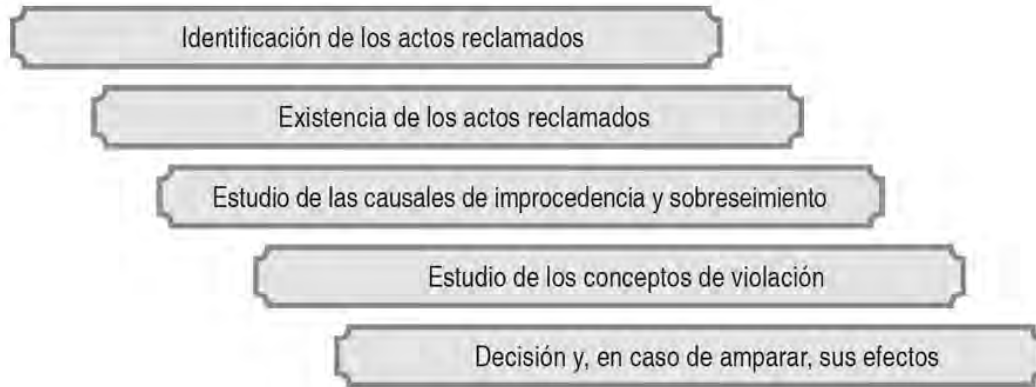 Identificación de los actos reclamados
Existencia de los actos reclamados
Estudio de las causales de improcedencia y sobreseimiento
Estudio de los conceptos de violación
Decisión y, en caso de amparar, sus efectos